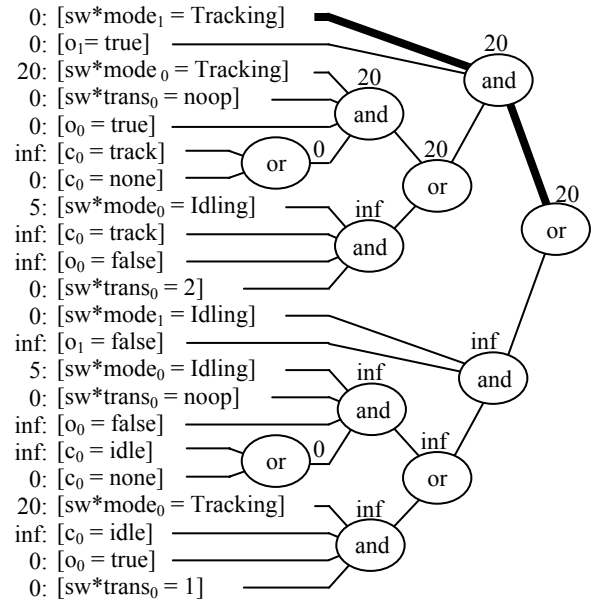 0: [sw*mode₁ = Tracking]
0: [o₁= true]
20: [sw*mode ₀ = Tracking]
0: [sw*trans₀ = noop]
0: [o₀ = true]
inf: [c₀ = track]
0: [c₀ = none]
5: [sw*mode₀ = Idling]
inf: [c₀ = track]
inf: [o₀ = false]
0: [sw*trans₀ = 2]
0: [sw*mode₁ = Idling]
inf: [o₁ = false]
5: [sw*mode₀ = Idling]
0: [sw*trans₀ = noop]
inf: [o₀ = false]
inf: [c₀ = idle]
0: [c₀ = none]
20: [sw*mode₀ = Tracking]
inf: [c₀ = idle]
0: [o₀ = true]
0: [sw*trans₀ = 1]
or
0
or
0
20
and
inf
and
inf
and
inf
and
20
or
inf
or
20
and
inf
and
20
or